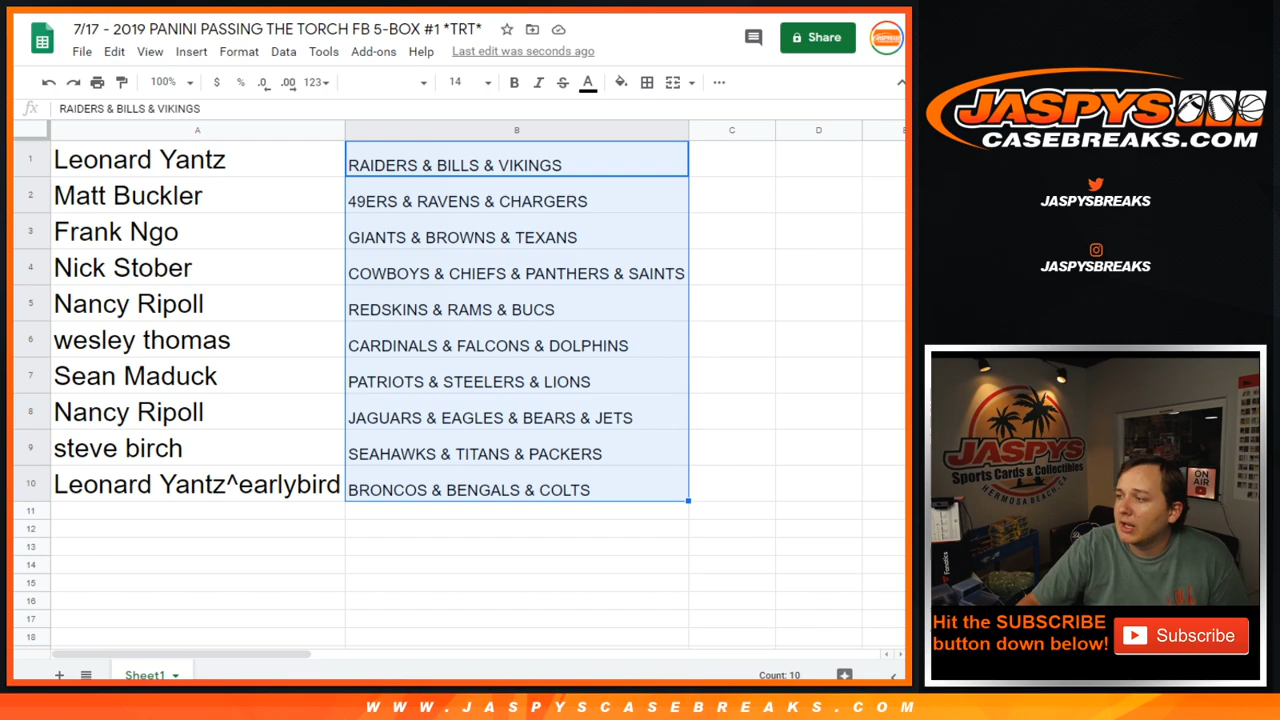 7/17 - 2019 PANINI PASSING THE TORCH FB 5-BOX #1 *TRT*
File Edit View Insert Format Data Tools Add-ons Help Last edit was seconds ago
Share
100% $ % .0 .00 123 14 B I S A
fx RAIDERS & BILLS & VIKINGS
A B C D
1 Leonard Yantz RAIDERS & BILLS & VIKINGS
2 Matt Buckler 49ERS & RAVENS & CHARGERS
3 Frank Ngo GIANTS & BROWNS & TEXANS
4 Nick Stober COWBOYS & CHIEFS & PANTHERS & SAINTS
5 Nancy Ripoll REDSKINS & RAMS & BUCS
6 wesley thomas CARDINALS & FALCONS & DOLPHINS
7 Sean Maduck PATRIOTS & STEELERS & LIONS
8 Nancy Ripoll JAGUARS & EAGLES & BEARS & JETS
9 steve birch SEAHAWKS & TITANS & PACKERS
10 Leonard Yantz^earlybird BRONCOS & BENGALS & COLTS
11
12
13
14
15
16
17
18
Sheet1
Count: 10
JASPYS
CASEBREAKS.COM
JASPYSBREAKS
JASPYSBREAKS
JASPYS
Sports Cards & Collectibles
HERMOSA BEACH, CA
ON AIR
Fanatics
Hit the SUBSCRIBE
button down below!
Subscribe
WWW.JASPYSCASEBREAKS.COM